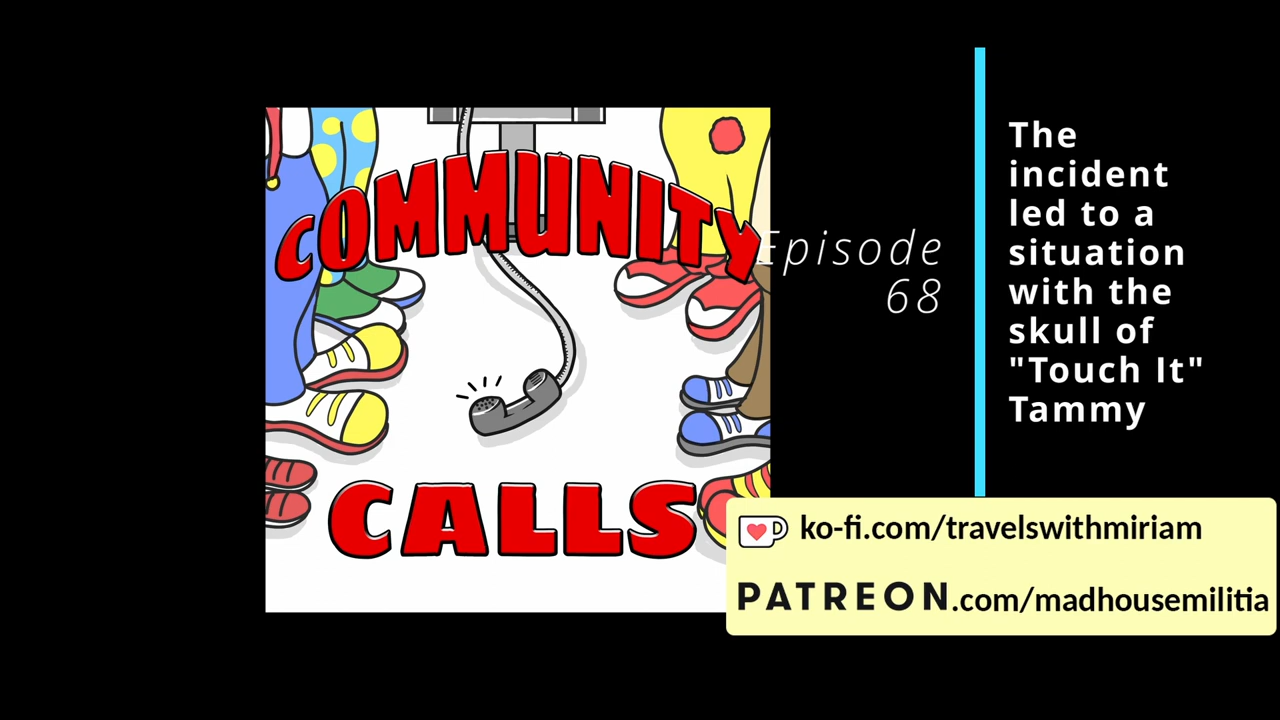 COMMUNITY
CALLS
Episode
68
The
incident
led to a
situation
with the
skull of
"Touch It"
Tammy
ko-fi.com/travelswithmiriam
PATREON.com/madhousemilitia